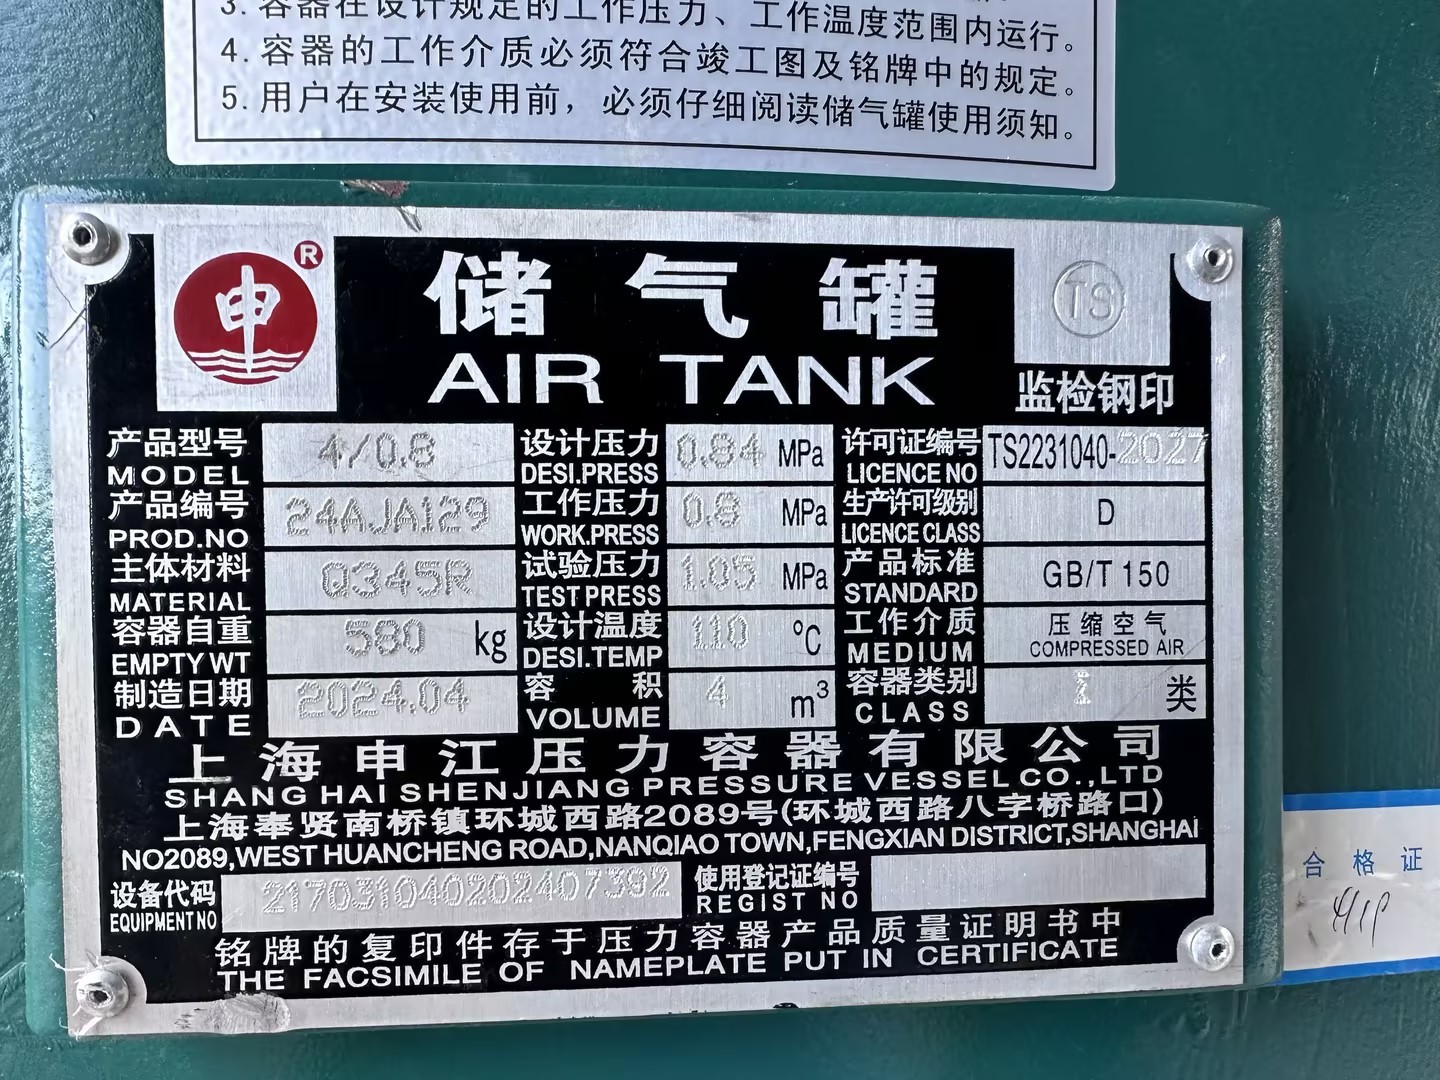 3. 容器在设计规定的工作压力、工作温度范围内运行。
4. 容器的工作介质必须符合竣工图及铭牌中的规定。
5. 用户在安装使用前，必须仔细阅读储气罐使用须知。
申 ®
储气罐
AIR TANK
TS
监检钢印
产品型号 4/0.8 设计压力 0.84 MPa 许可证编号 TS2231040-2027
MODEL DESI.PRESS LICENCE NO
产品编号 24AJA129 工作压力 0.8 MPa 生产许可级别 D
PROD.NO WORK.PRESS LICENCE CLASS
主体材料 Q345R 试验压力 1.05 MPa 产品标准 GB/T 150
MATERIAL TEST PRESS STANDARD
容器自重 580 kg 设计温度 110 °C 工作介质 压缩空气
EMPTY WT DESI.TEMP MEDIUM COMPRESSED AIR
制造日期 2024.04 容积 4 m³ 容器类别 I 类
DATE VOLUME CLASS
上海申江压力容器有限公司
SHANG HAI SHENJIANG PRESSURE VESSEL CO.,LTD
上海奉贤南桥镇环城西路2089号(环城西路八字桥路口)
NO2089,WEST HUANCHENG ROAD,NANQIAO TOWN,FENGXIAN DISTRICT,SHANGHAI
设备代码 217031040202407392 使用登记证编号
EQUIPMENT NO REGIST NO
铭牌的复印件存于压力容器产品质量证明书中
THE FACSIMILE OF NAMEPLATE PUT IN CERTIFICATE
合格证